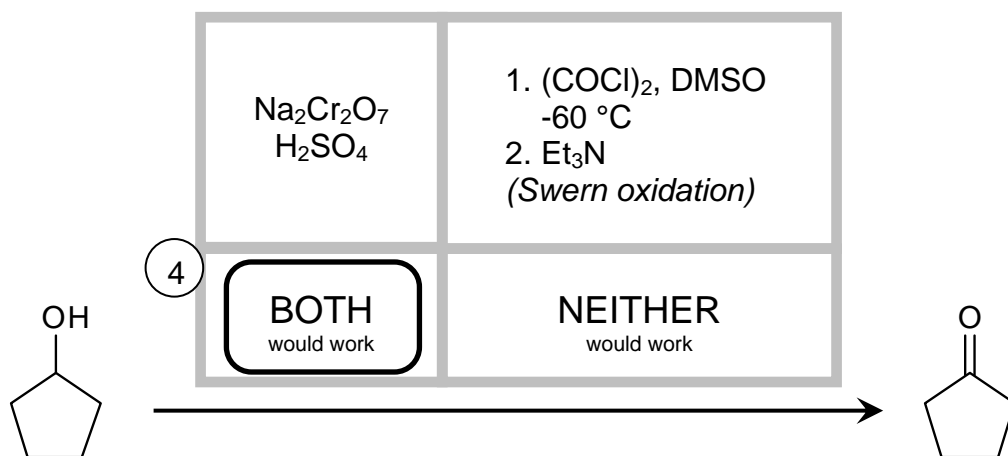 Na₂Cr₂O₇
H₂SO₄
1. (COCl)₂, DMSO
-60 °C
2. Et₃N
(Swern oxidation)
4
BOTH
would work
NEITHER
would work
OH
O